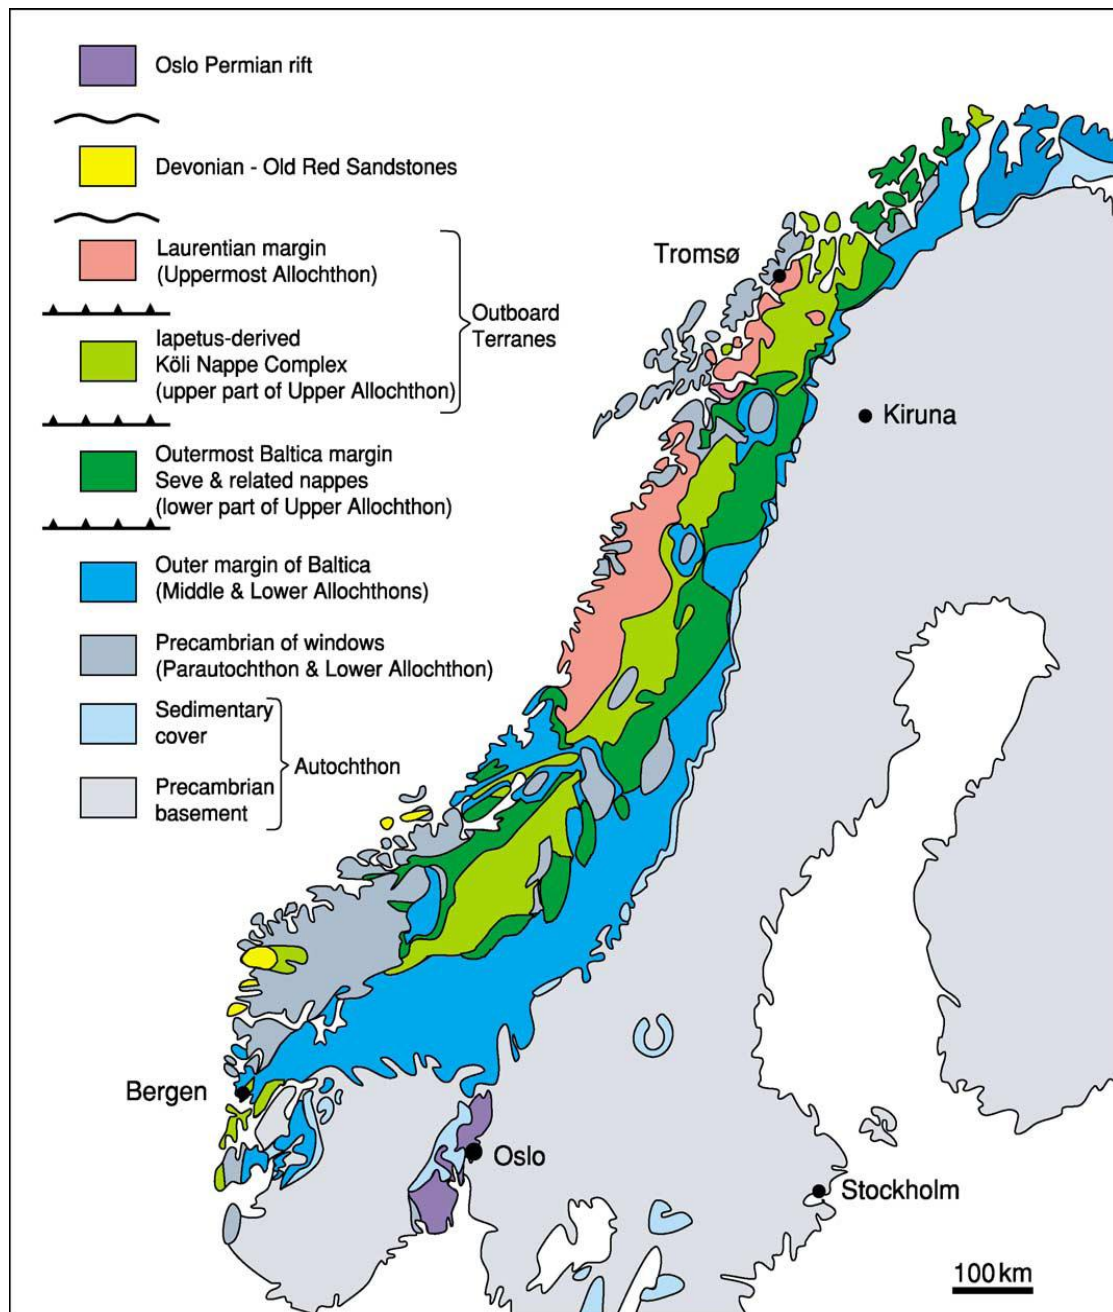 Oslo Permian rift
Devonian - Old Red Sandstones
Laurentian margin
(Uppermost Allochthon)
Iapetus-derived
Köli Nappe Complex
(upper part of Upper Allochthon)
Outboard
Terranes
Outermost Baltica margin
Seve & related nappes
(lower part of Upper Allochthon)
Outer margin of Baltica
(Middle & Lower Allochthons)
Precambrian of windows
(Parautochthon & Lower Allochthon)
Sedimentary
cover
Precambrian
basement
Autochthon
Tromsø
Kiruna
Bergen
Oslo
Stockholm
100 km